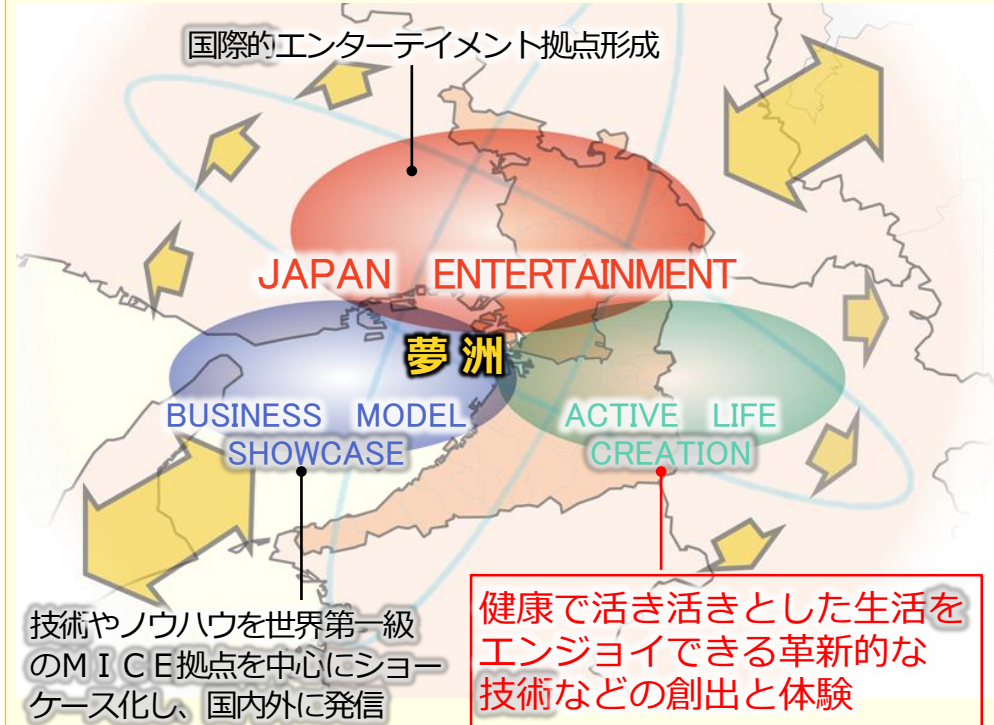 国際的エンターテイメント拠点形成
JAPAN ENTERTAINMENT
夢洲
BUSINESS MODEL
SHOWCASE
ACTIVE LIFE
CREATION
技術やノウハウを世界第一級
のＭＩＣＥ拠点を中心にショー
ケース化し、国内外に発信
健康で活き活きとした生活を
エンジョイできる革新的な
技術などの創出と体験